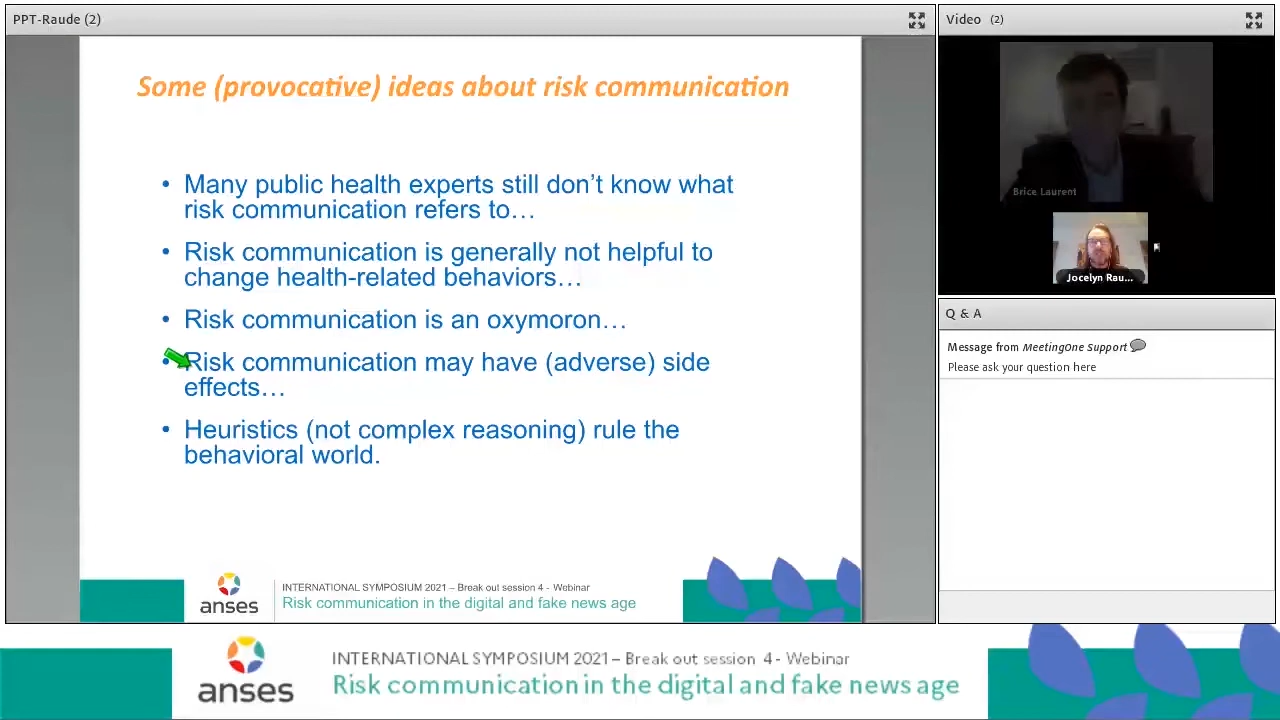 PPT-Raude (2)
Some (provocative) ideas about risk communication
• Many public health experts still don’t know what
risk communication refers to…
• Risk communication is generally not helpful to
change health-related behaviors…
• Risk communication is an oxymoron…
• Risk communication may have (adverse) side
effects…
• Heuristics (not complex reasoning) rule the
behavioral world.
anses
INTERNATIONAL SYMPOSIUM 2021 – Break out session 4 - Webinar
Risk communication in the digital and fake news age
Video (2)
Brice Laurent
Jocelyn Rau...
Q & A
Message from MeetingOne Support
Please ask your question here
anses
INTERNATIONAL SYMPOSIUM 2021 – Break out session 4 - Webinar
Risk communication in the digital and fake news age